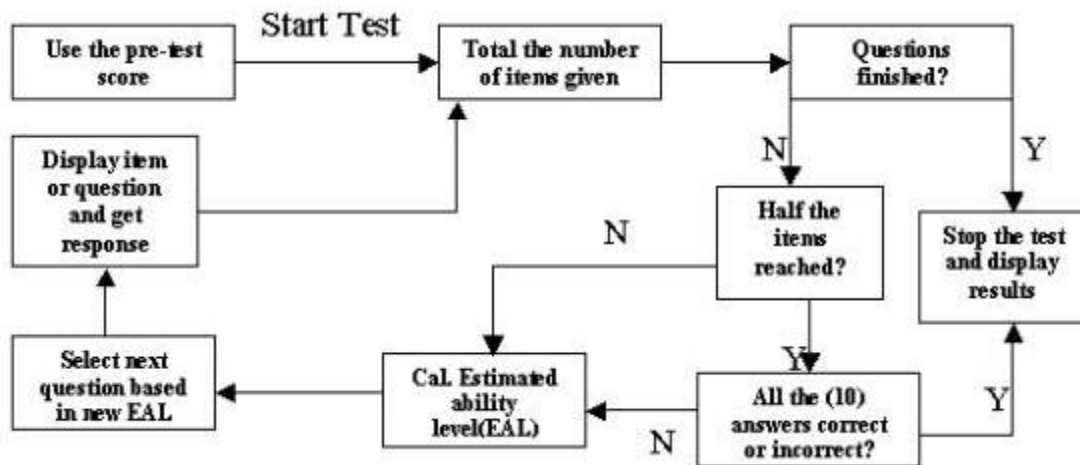 Start Test
Use the pre-test
score
Total the number
of items given
Questions
finished?
Display item
or question
and get
response
N
Y
Half the
items
reached?
N
Stop the test
and display
results
Select next
question based
in new EAL
Cal. Estimated
ability
level(EAL)
Y
All the (10)
answers correct
or incorrect?
N
Y